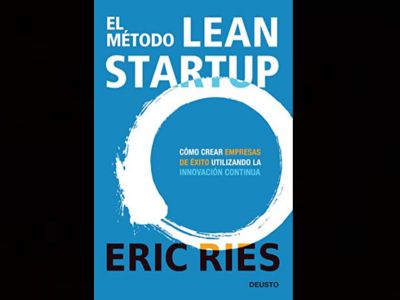 EL
MÉTODO LEAN
STARTUP
CÓMO CREAR EMPRESAS
DE ÉXITO UTILIZANDO LA
INNOVACIÓN CONTINUA
ERIC RIES
DEUSTO